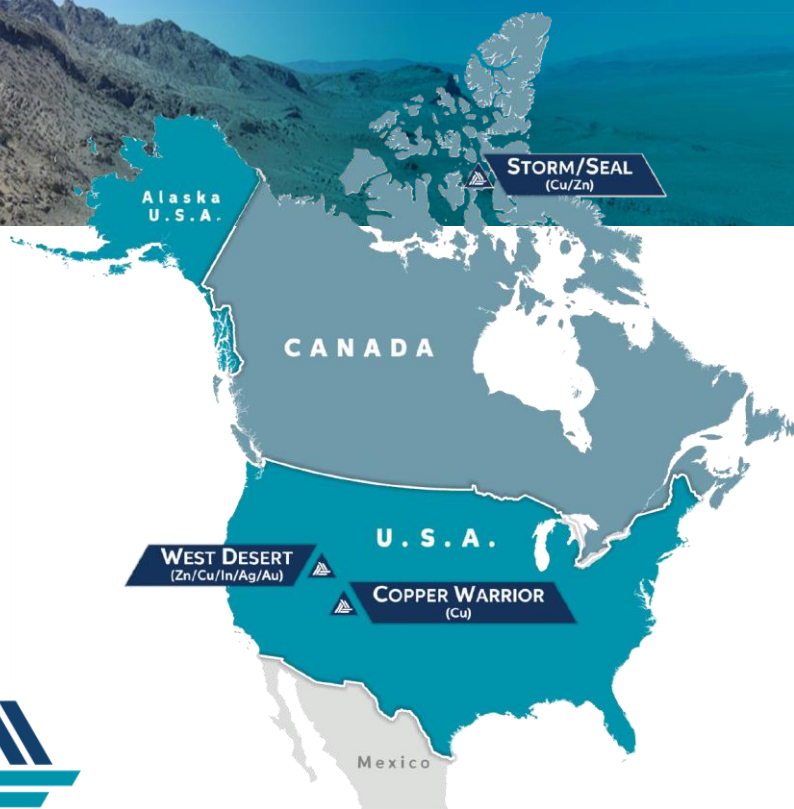 STORM/SEAL
(Cu/Zn)
Alaska
U.S.A.
CANADA
U.S.A.
WEST DESERT
(Zn/Cu/In/Ag/Au)
COPPER WARRIOR
(Cu)
Mexico